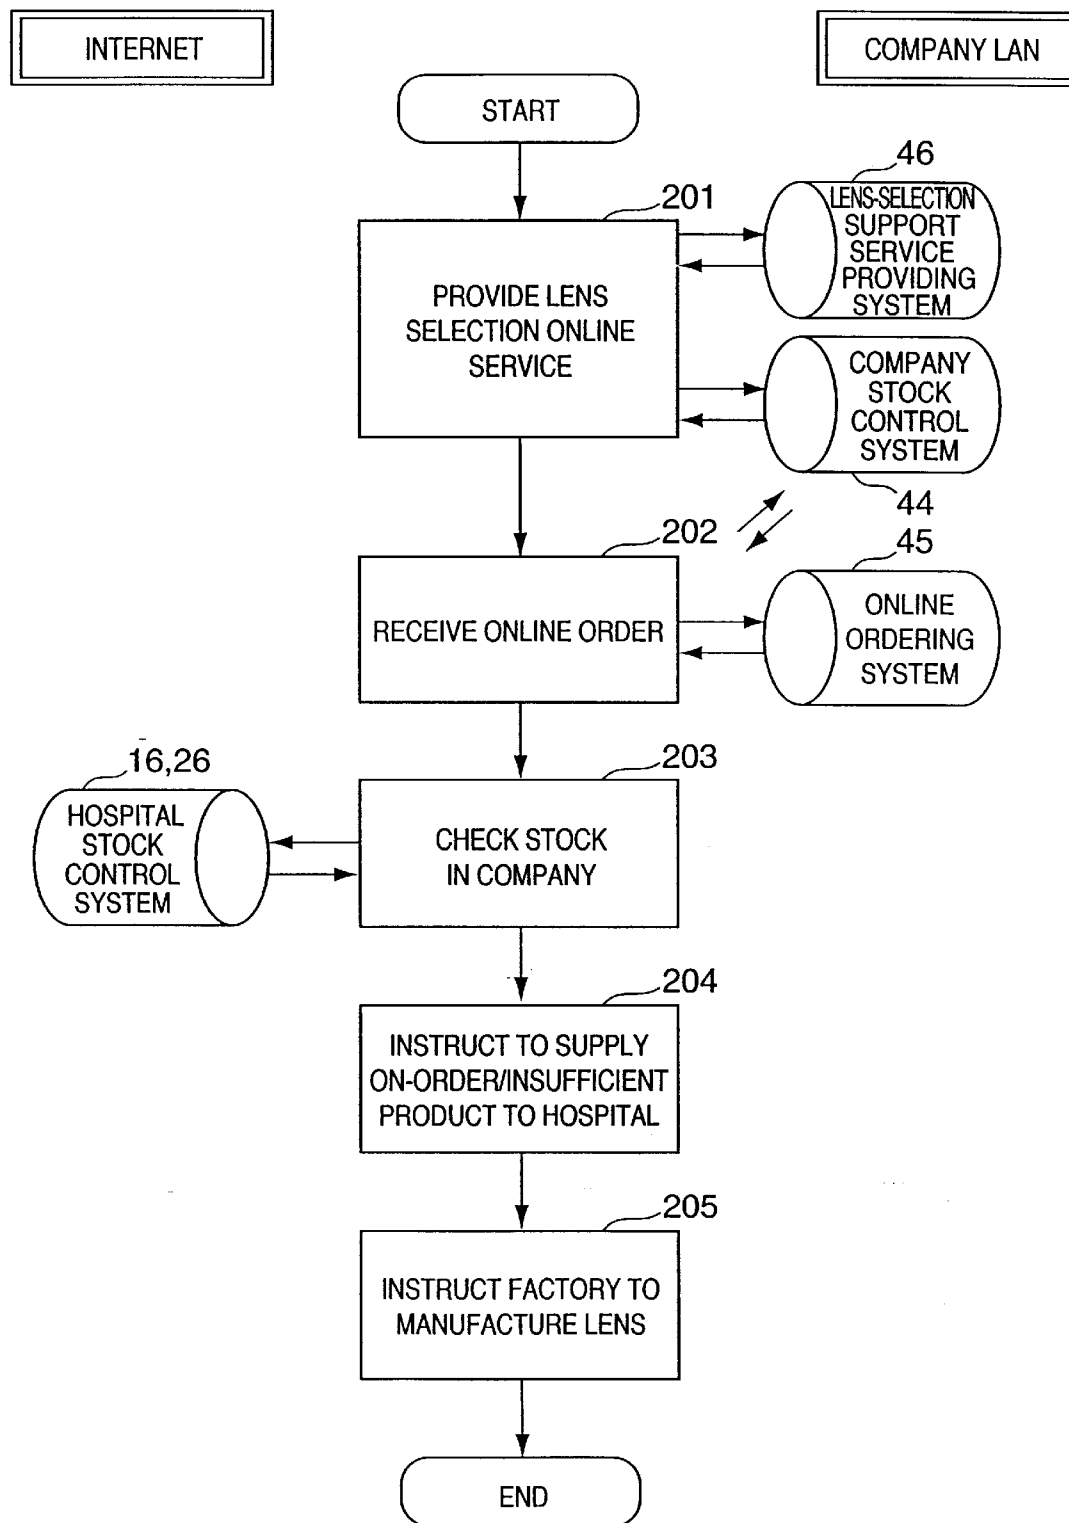 INTERNET
COMPANY LAN
START
46
201
LENS-SELECTION
SUPPORT
SERVICE
PROVIDING
SYSTEM
PROVIDE LENS
SELECTION ONLINE
SERVICE
COMPANY
STOCK
CONTROL
SYSTEM
44
202
45
RECEIVE ONLINE ORDER
ONLINE
ORDERING
SYSTEM
16,26
203
HOSPITAL
STOCK
CONTROL
SYSTEM
CHECK STOCK
IN COMPANY
204
INSTRUCT TO SUPPLY
ON-ORDER/INSUFFICIENT
PRODUCT TO HOSPITAL
205
INSTRUCT FACTORY TO
MANUFACTURE LENS
END